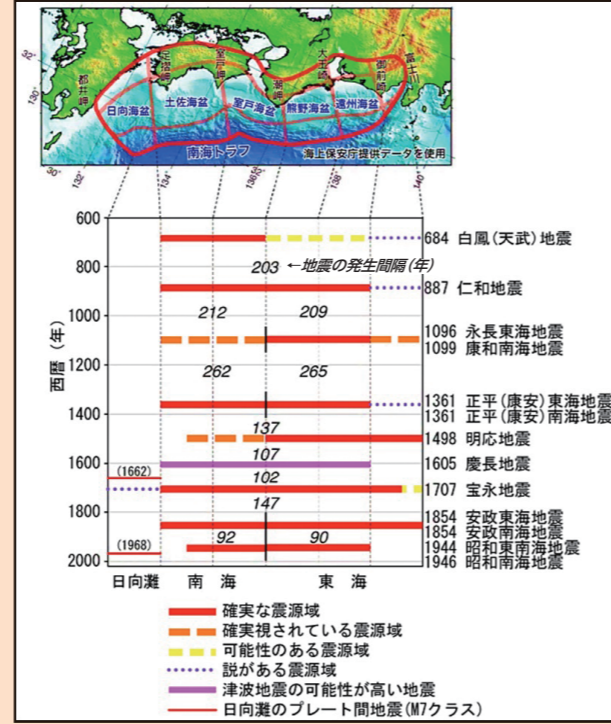 足摺岬
室戸岬
大王崎
富士川
都井岬
潮岬
御前崎
日向海盆
土佐海盆
室戸海盆
熊野海盆
遠州海盆
南海トラフ
海上保安庁提供データを使用
132
134
138
140
600
684 白鳳(天武)地震
203 ←地震の発生間隔(年)
800
887 仁和地震
1000
212
209
1096 永長東海地震
1099 康和南海地震
西暦(年)
1200
262
265
1361 正平(康安)東海地震
1361 正平(康安)南海地震
1400
137
1498 明応地震
107
1600
1605 慶長地震
(1662)
102
1707 宝永地震
147
1800
1854 安政東海地震
1854 安政南海地震
92
90
(1968)
1944 昭和東南海地震
2000
1946 昭和南海地震
日向灘 南海 東海
確実な震源域
確実視されている震源域
可能性のある震源域
説がある震源域
津波地震の可能性が高い地震
日向灘のプレート間地震(M7クラス)